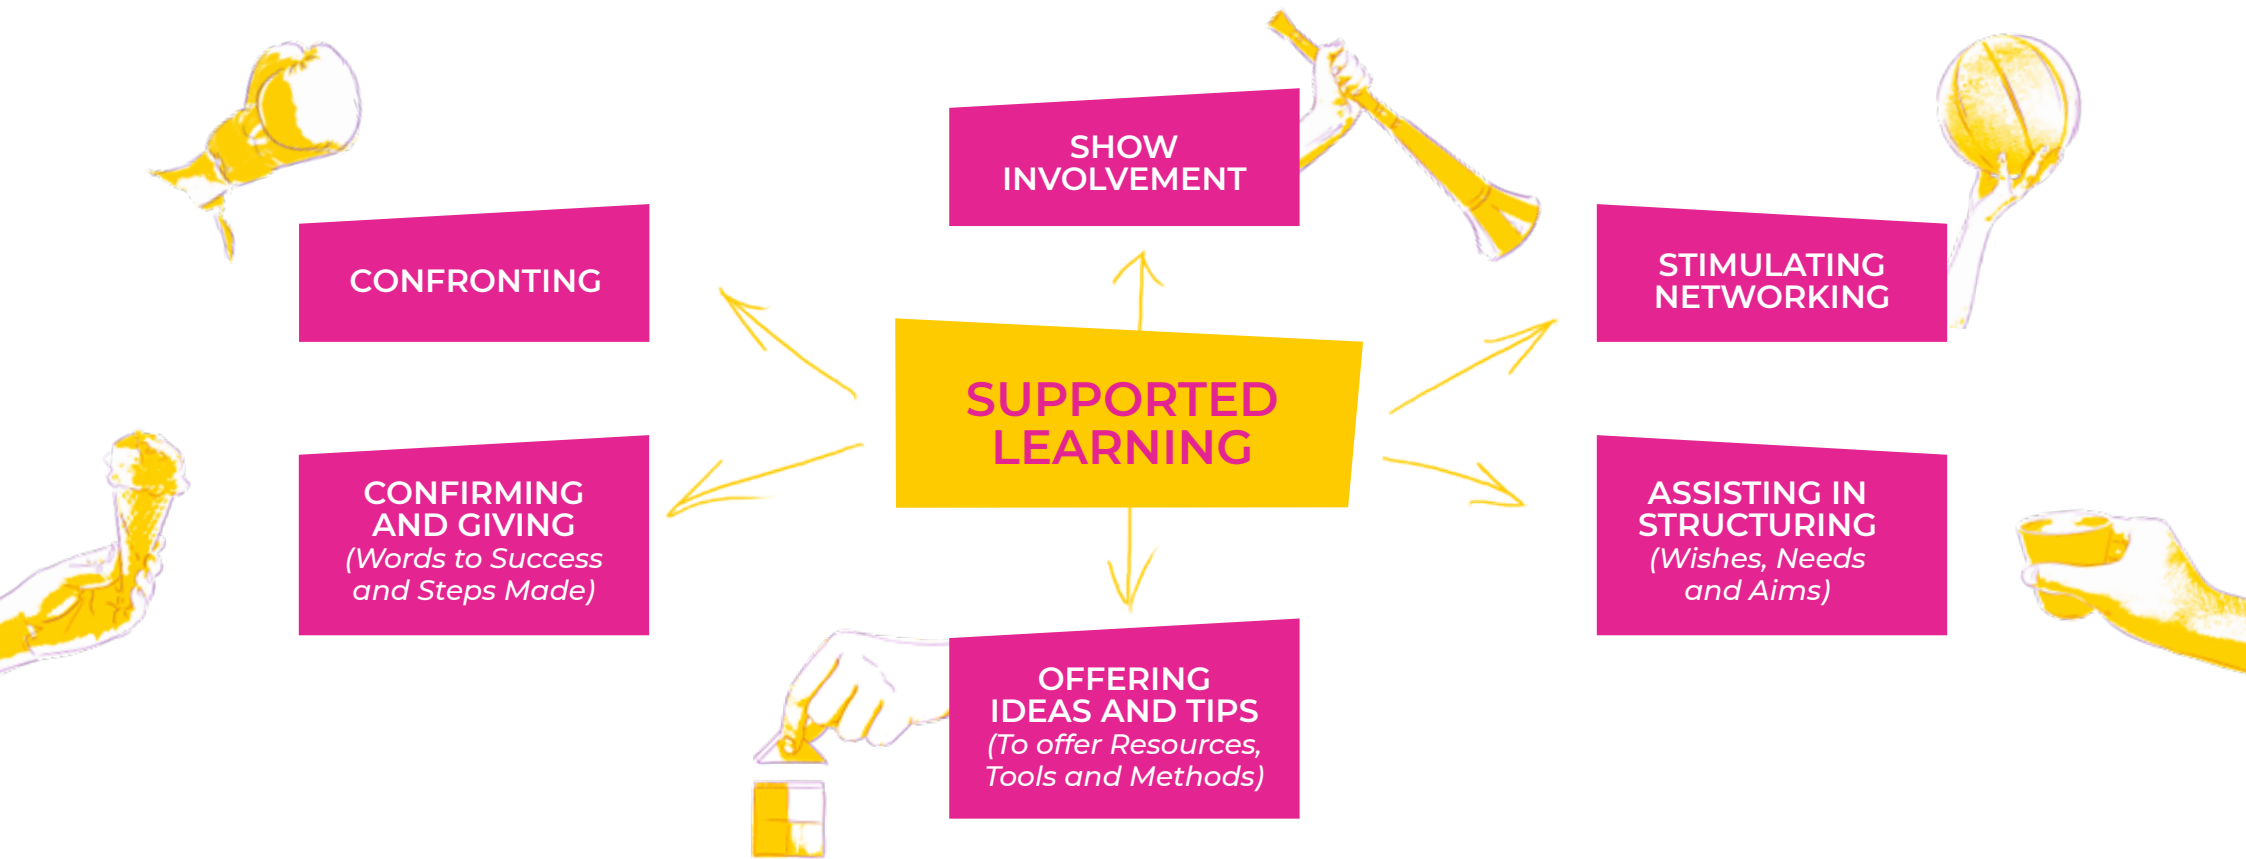 SHOW
INVOLVEMENT
CONFRONTING
STIMULATING
NETWORKING
SUPPORTED
LEARNING
CONFIRMING
AND GIVING
(Words to Success
and Steps Made)
ASSISTING IN
STRUCTURING
(Wishes, Needs
and Aims)
OFFERING
IDEAS AND TIPS
(To offer Resources,
Tools and Methods)